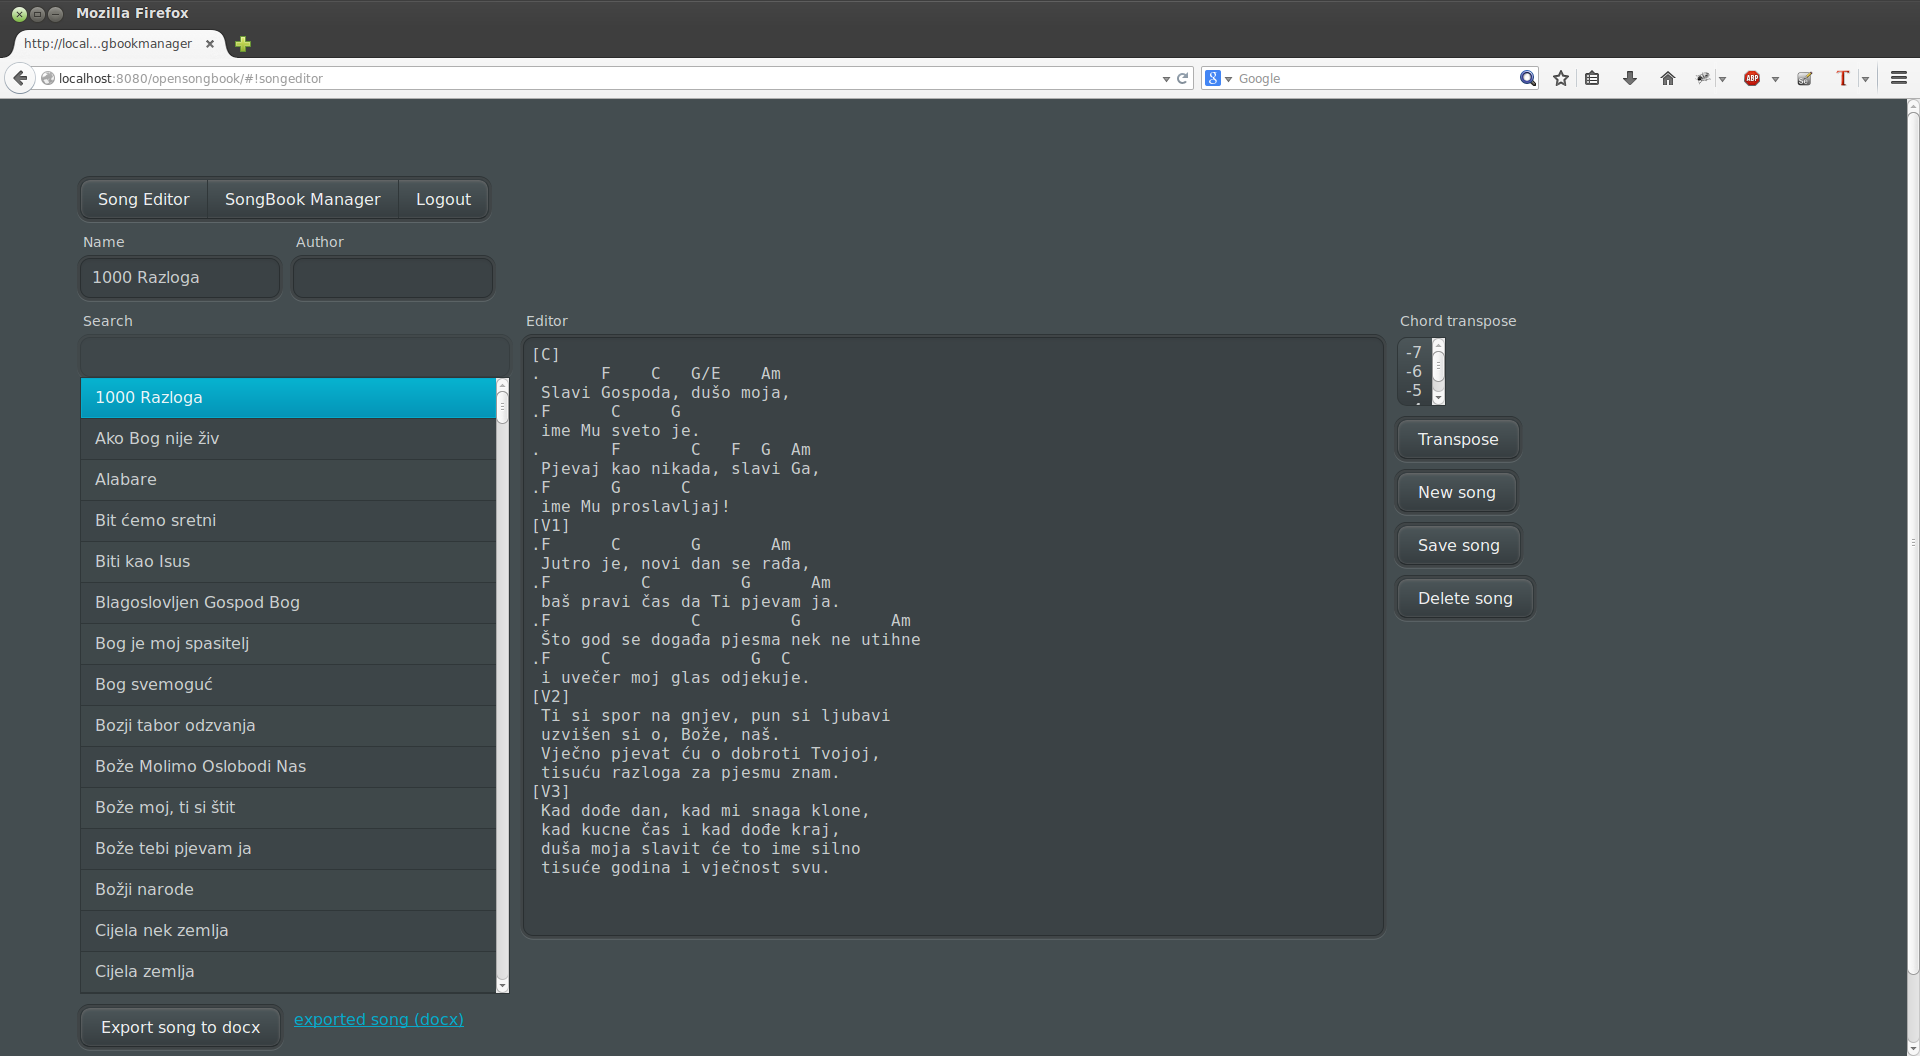 Mozilla Firefox
http://local...gbookmanager
localhost:8080/opensongbook/#!songeditor
Google
ABP
T
Song Editor
SongBook Manager
Logout
Name
Author
1000 Razloga
Search
Editor
Chord transpose
1000 Razloga
Ako Bog nije živ
Alabare
Bit ćemo sretni
Biti kao Isus
Blagoslovljen Gospod Bog
Bog je moj spasitelj
Bog svemoguć
Bozji tabor odzvanja
Bože Molimo Oslobodi Nas
Bože moj, ti si štit
Bože tebi pjevam ja
Božji narode
Cijela nek zemlja
Cijela zemlja
[C]
.      F    C   G/E    Am
 Slavi Gospoda, dušo moja,
.F      C     G
 ime Mu sveto je.
.       F       C   F  G  Am
 Pjevaj kao nikada, slavi Ga,
.F      G      C
 ime Mu proslavljaj!
[V1]
.F      C       G       Am
 Jutro je, novi dan se rađa,
.F         C         G      Am
 baš pravi čas da Ti pjevam ja.
.F              C         G         Am
 Što god se događa pjesma nek ne utihne
.F     C              G  C
 i uvečer moj glas odjekuje.
[V2]
 Ti si spor na gnjev, pun si ljubavi
 uzvišen si o, Bože, naš.
 Vječno pjevat ću o dobroti Tvojoj,
 tisuću razloga za pjesmu znam.
[V3]
 Kad dođe dan, kad mi snaga klone,
 kad kucne čas i kad dođe kraj,
 duša moja slavit će to ime silno
 tisuće godina i vječnost svu.
-7
-6
-5
Transpose
New song
Save song
Delete song
Export song to docx
exported song (docx)